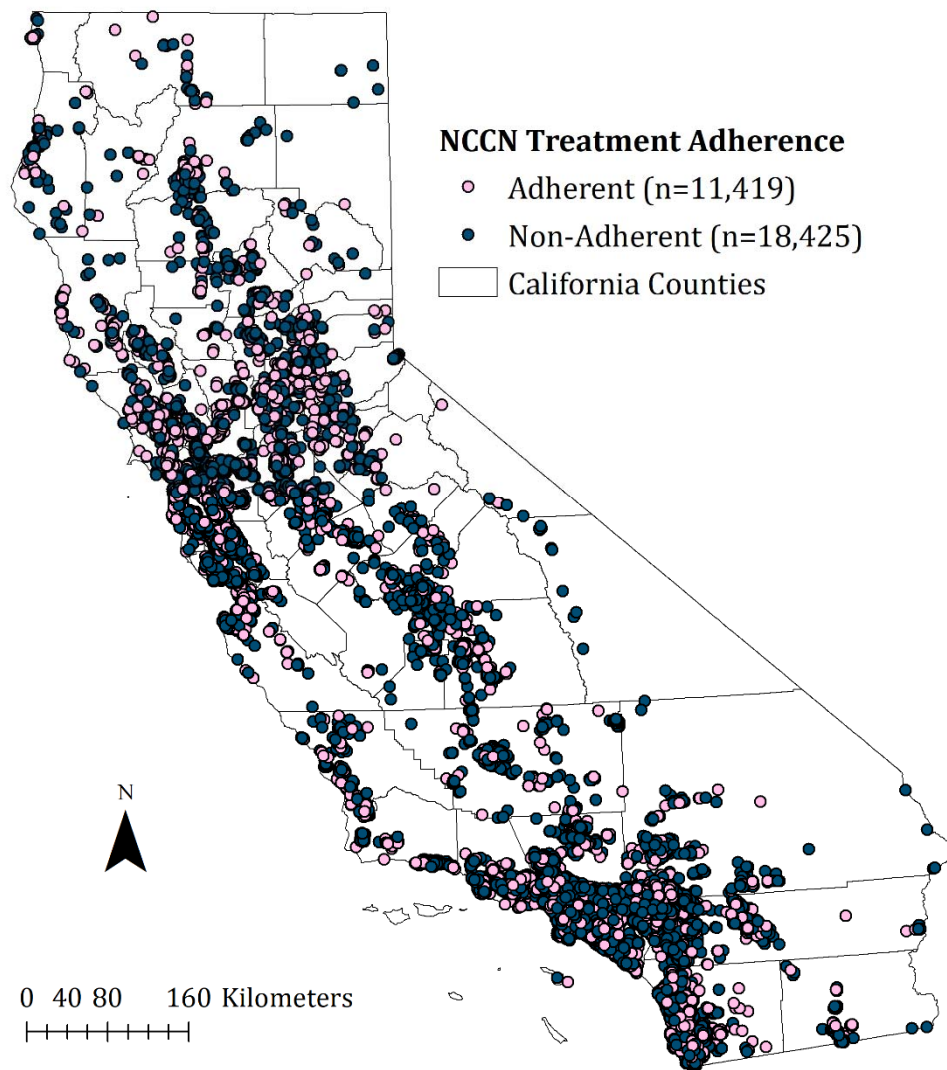 NCCN Treatment Adherence
Adherent (n=11,419)
Non-Adherent (n=18,425)
California Counties
N
0 40 80 160 Kilometers